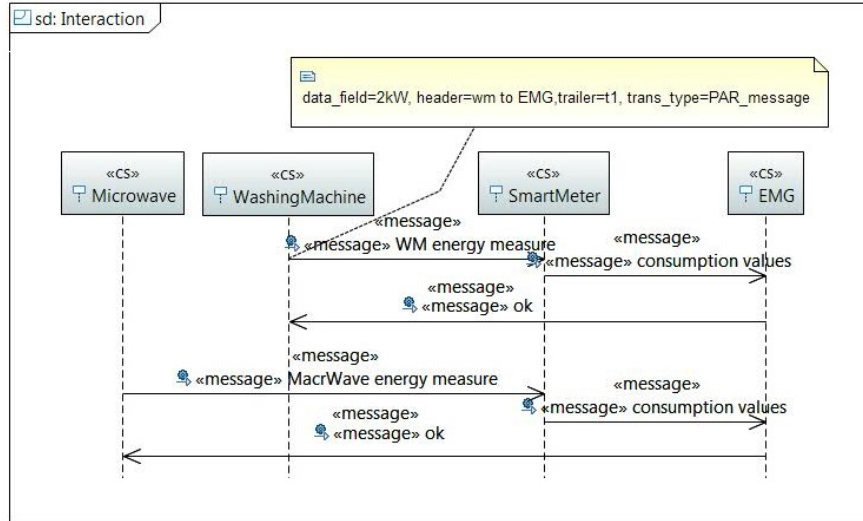 sd: Interaction
data_field=2kW, header=wm to EMG,trailer=t1, trans_type=PAR_message
«cs»
Microwave
«cs»
WashingMachine
«cs»
SmartMeter
«cs»
EMG
«message»
«message» WM energy measure
«message»
«message» consumption values
«message»
«message» ok
«message»
«message» MacrWave energy measure
«message»
«message» consumption values
«message»
«message» ok